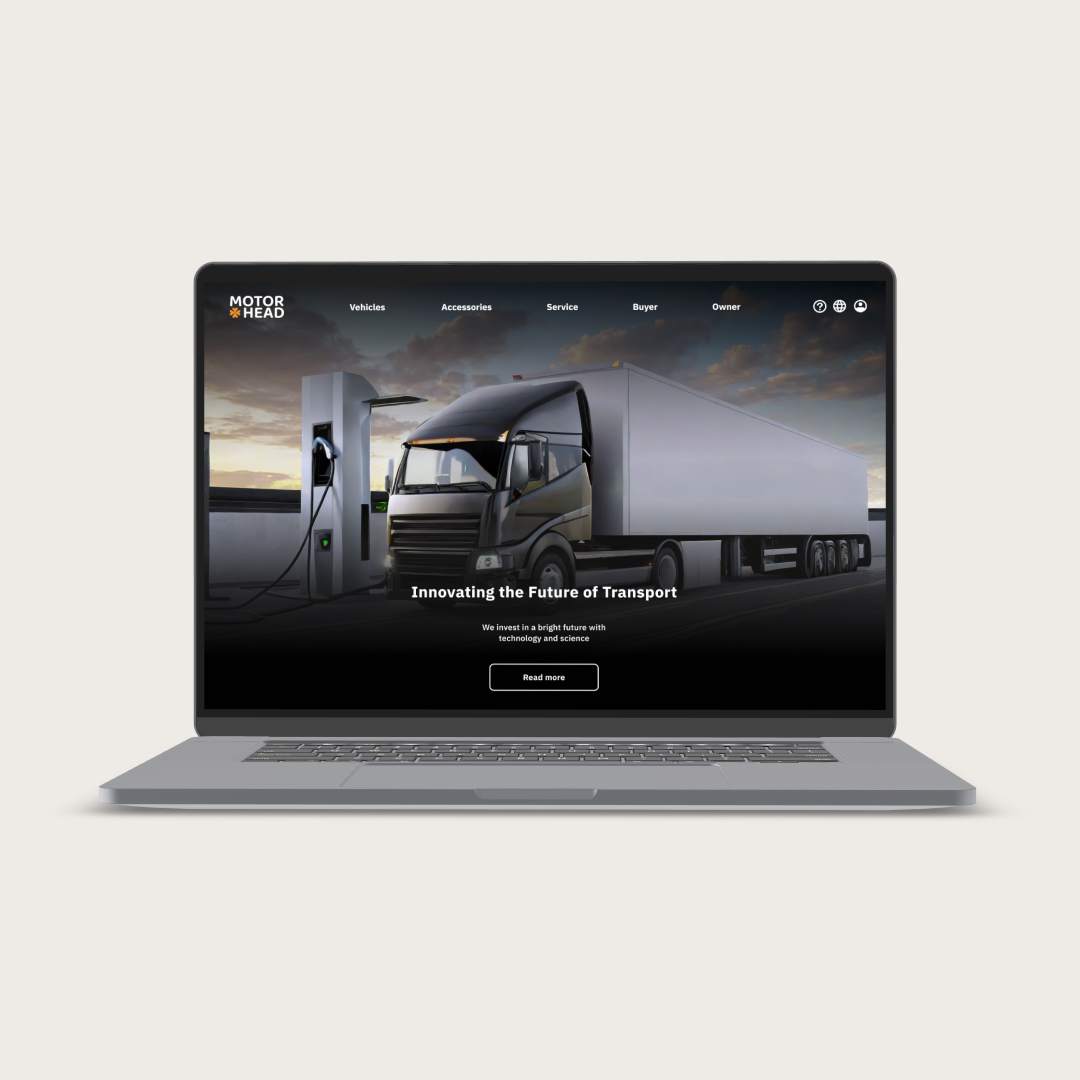 MOTOR
HEAD
Vehicles Accessories Service Buyer Owner
Innovating the Future of Transport
We invest in a bright future with
technology and science
Read more